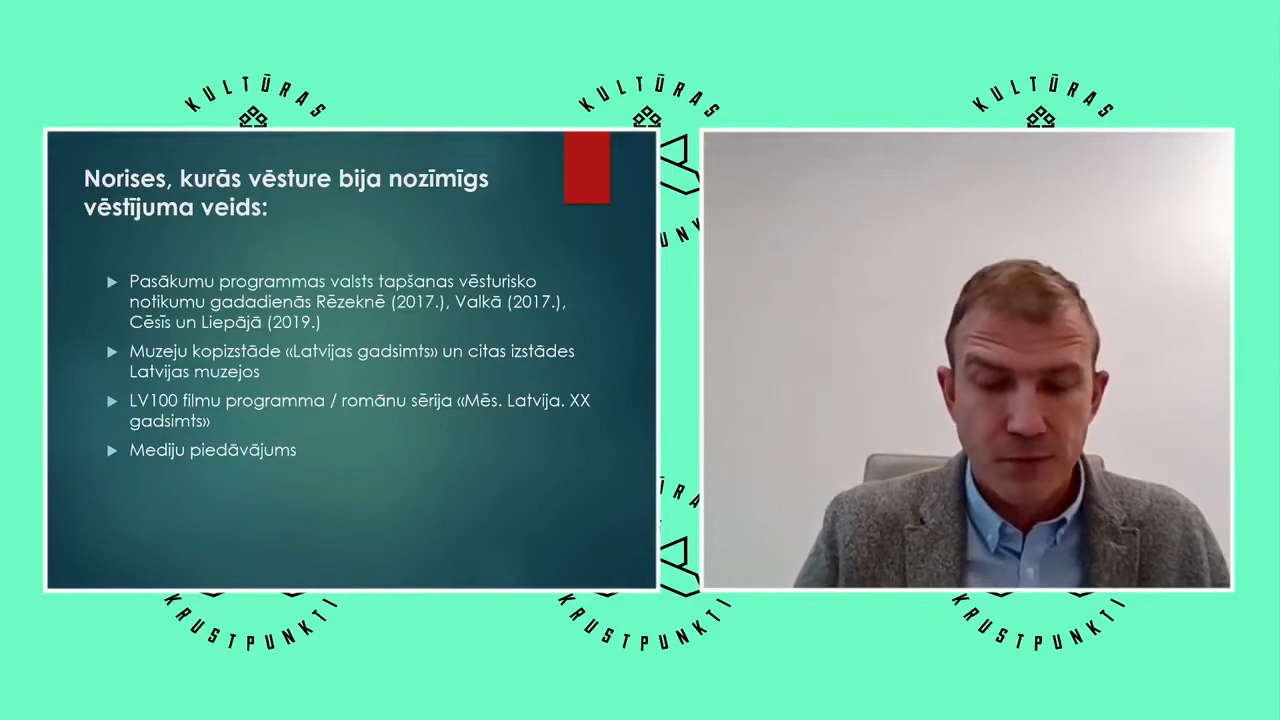 KULTŪRAS
KULTŪRAS
KULTŪRAS
Norises, kurās vēsture bija nozīmīgs
vēstījuma veids:
Pasākumu programmas valsts tapšanas vēsturisko
notikumu gadadienās Rēzeknē (2017.), Valkā (2017.),
Cēsīs un Liepājā (2019.)
Muzeju kopizstāde «Latvijas gadsimts» un citas izstādes
Latvijas muzejos
LV100 filmu programma / romānu sērija «Mēs. Latvija. XX
gadsimts»
Mediju piedāvājums
KRUSTPUNKTI
KRUSTPUNKTI
KRUSTPUNKTI